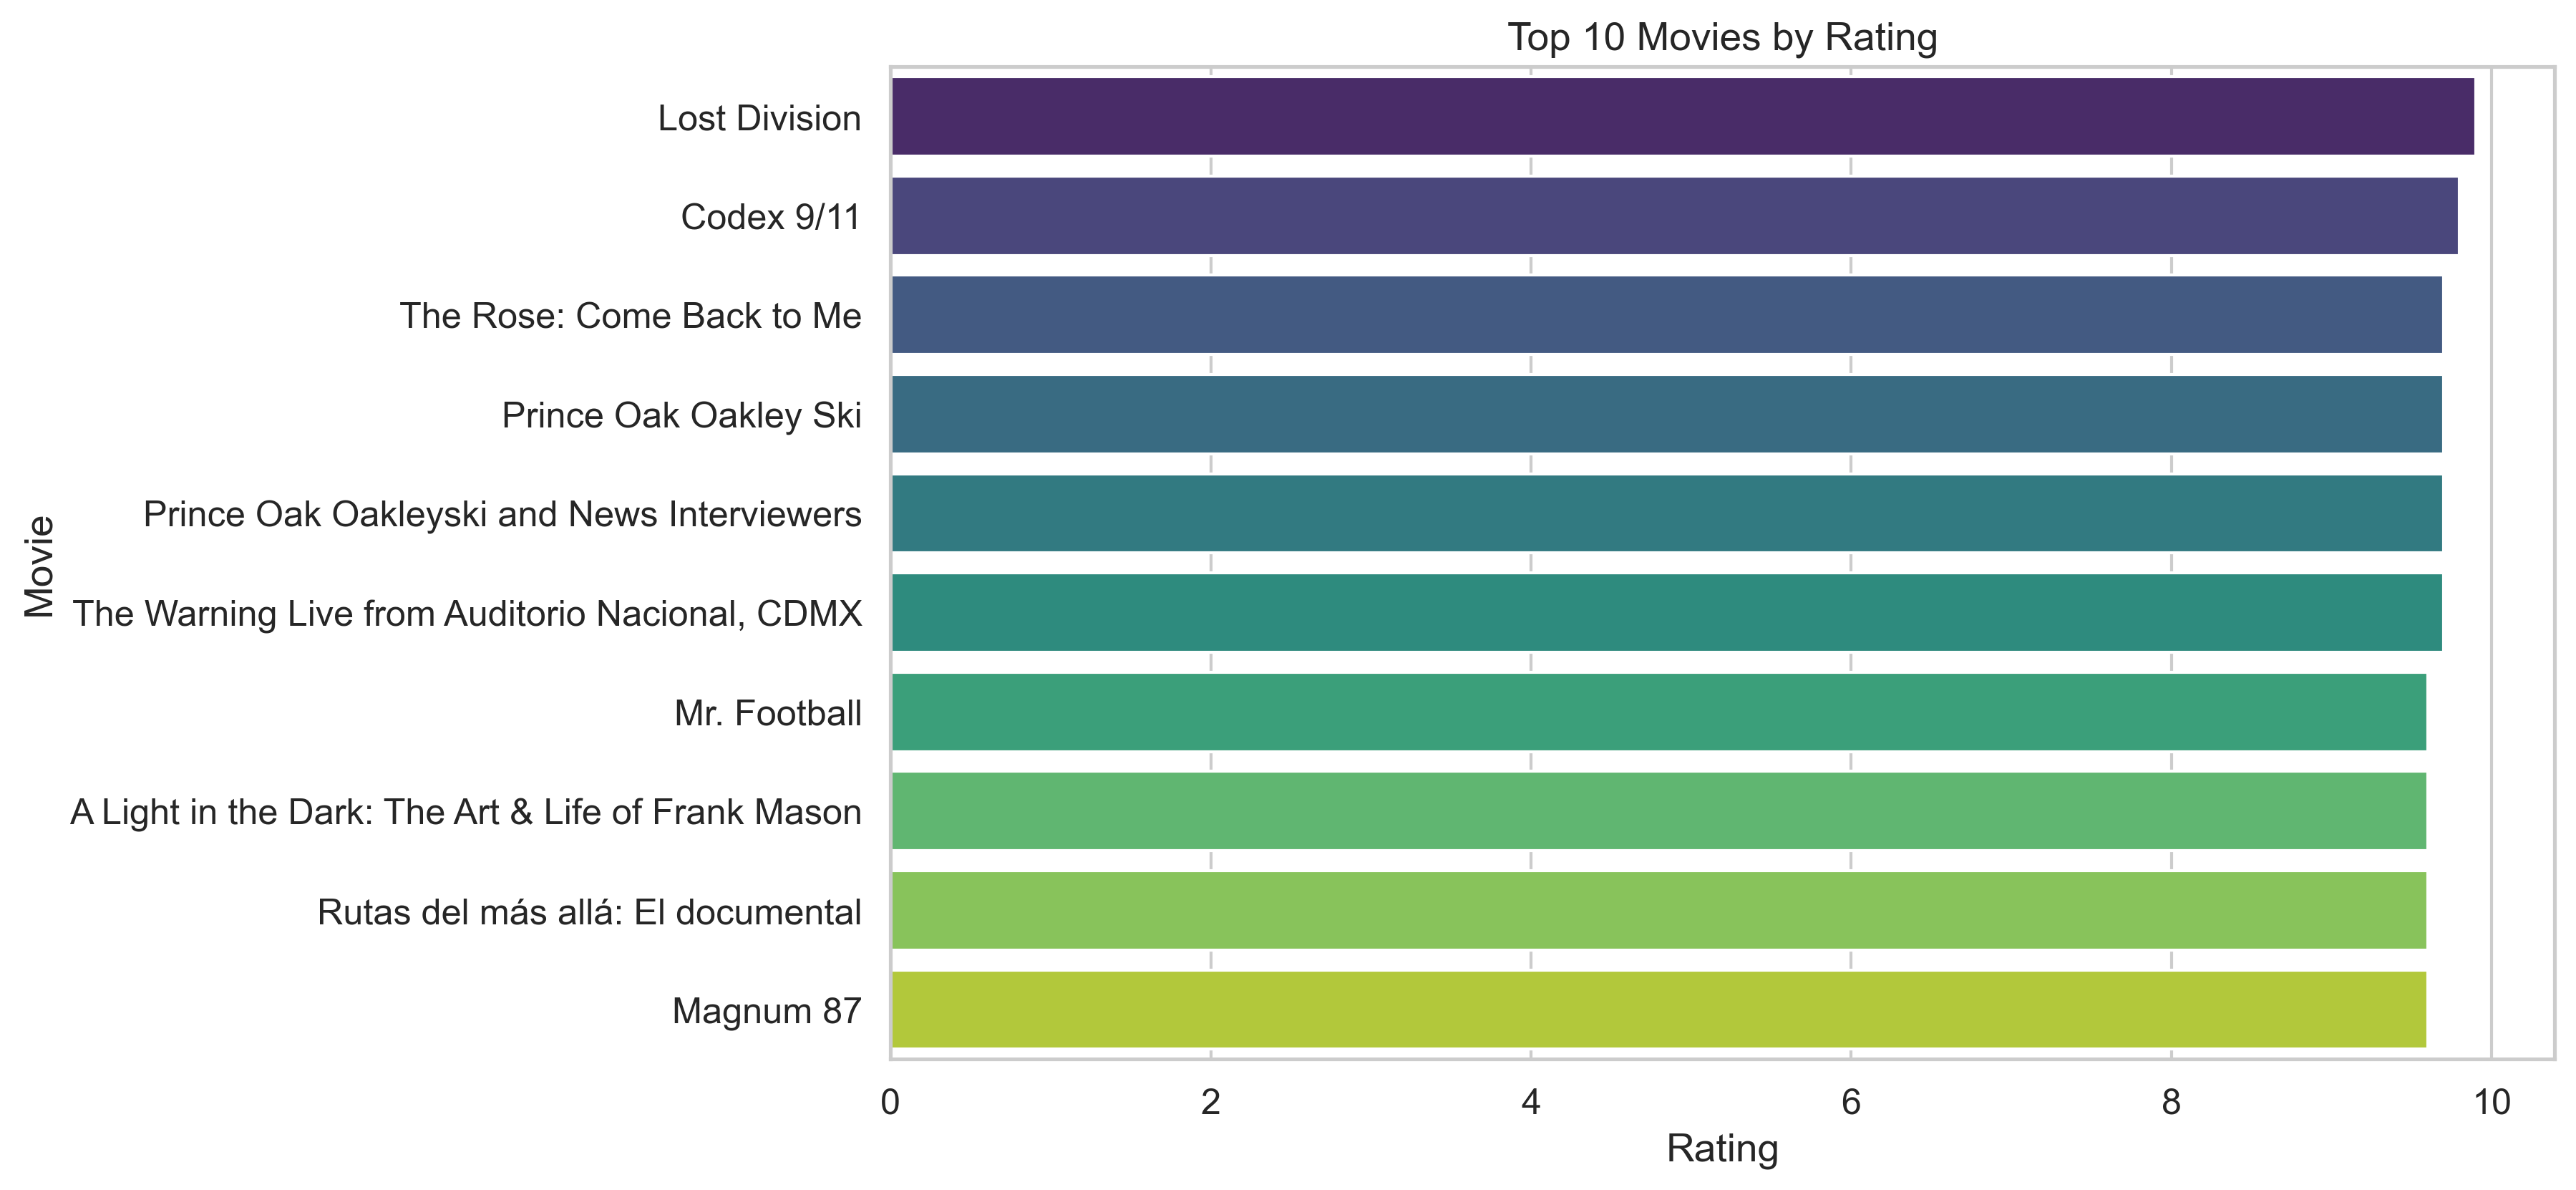 Top 10 Movies by Rating
Lost Division
Codex 9/11
The Rose: Come Back to Me
Prince Oak Oakley Ski
Prince Oak Oakleyski and News Interviewers
The Warning Live from Auditorio Nacional, CDMX
Mr. Football
A Light in the Dark: The Art & Life of Frank Mason
Rutas del más allá: El documental
Magnum 87
Movie
0 2 4 6 8 10
Rating